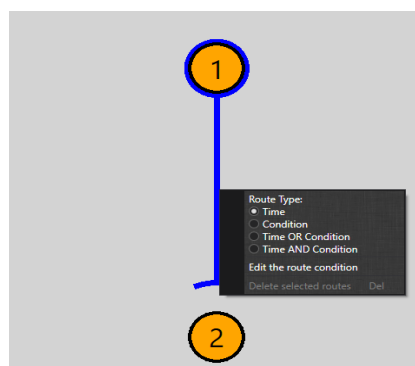 1
Route Type:
Time
Condition
Time OR Condition
Time AND Condition
Edit the route condition
Delete selected routes Del
2